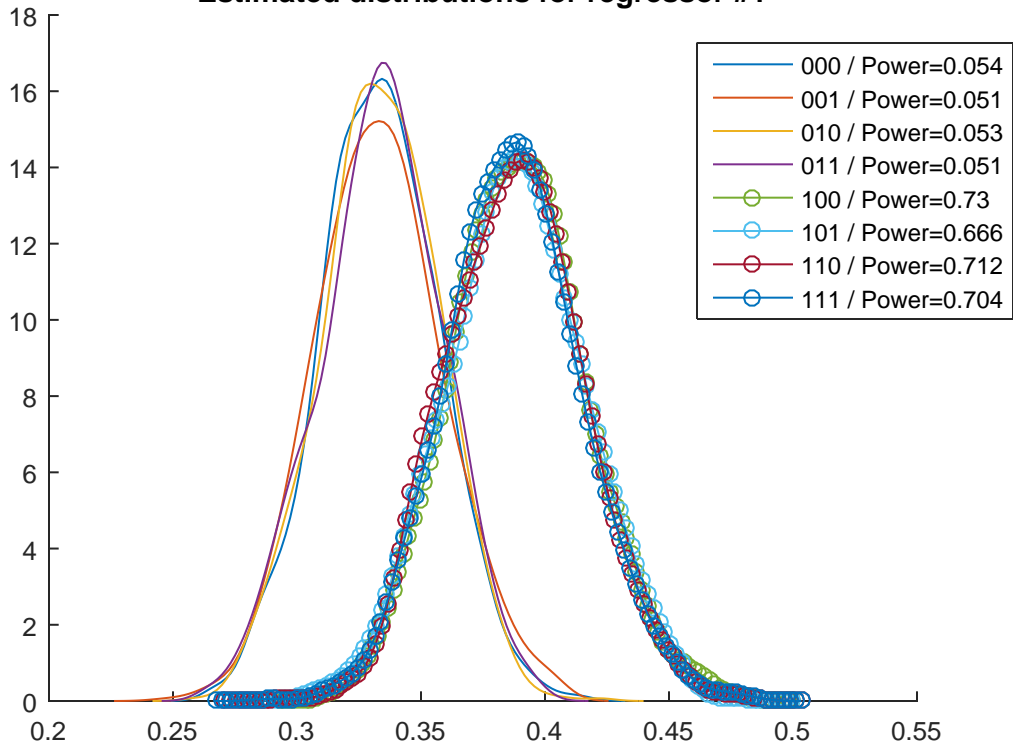 Estimated distributions for regressor
18
16
14
12
10
8
6
4
2
0
0.2
0.25
0.3
0.35
0.4
0.45
0.5
0.55
000 / Power=0.054
001 / Power=0.051
010 / Power=0.053
011 / Power=0.051
100 / Power=0.73
101 / Power=0.666
110 / Power=0.712
111 / Power=0.704